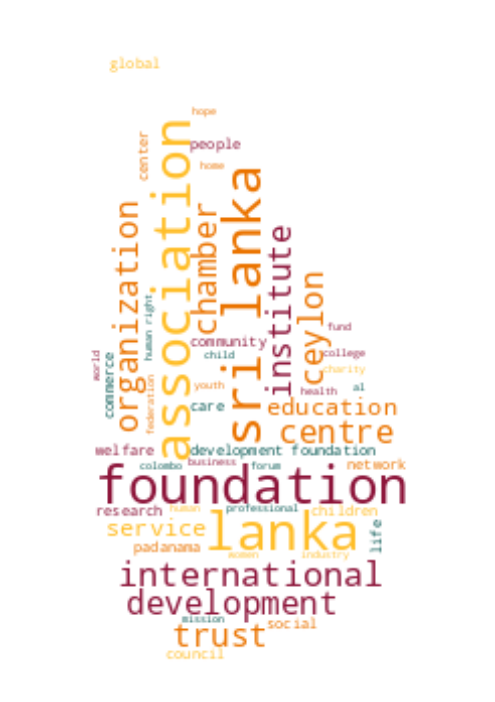 global
hope
center
people
home
association
sri lanka
organization
chamber
institute
ceylon
human right
fund
community
world
commerce
child
college
charity
federation
youth
health
al
care
education
centre
welfare
development foundation
colombo
business
forum
network
foundation
research
human
professional
children
service
lanka
life
padanama
women
industry
international
development
mission
trust
social
council